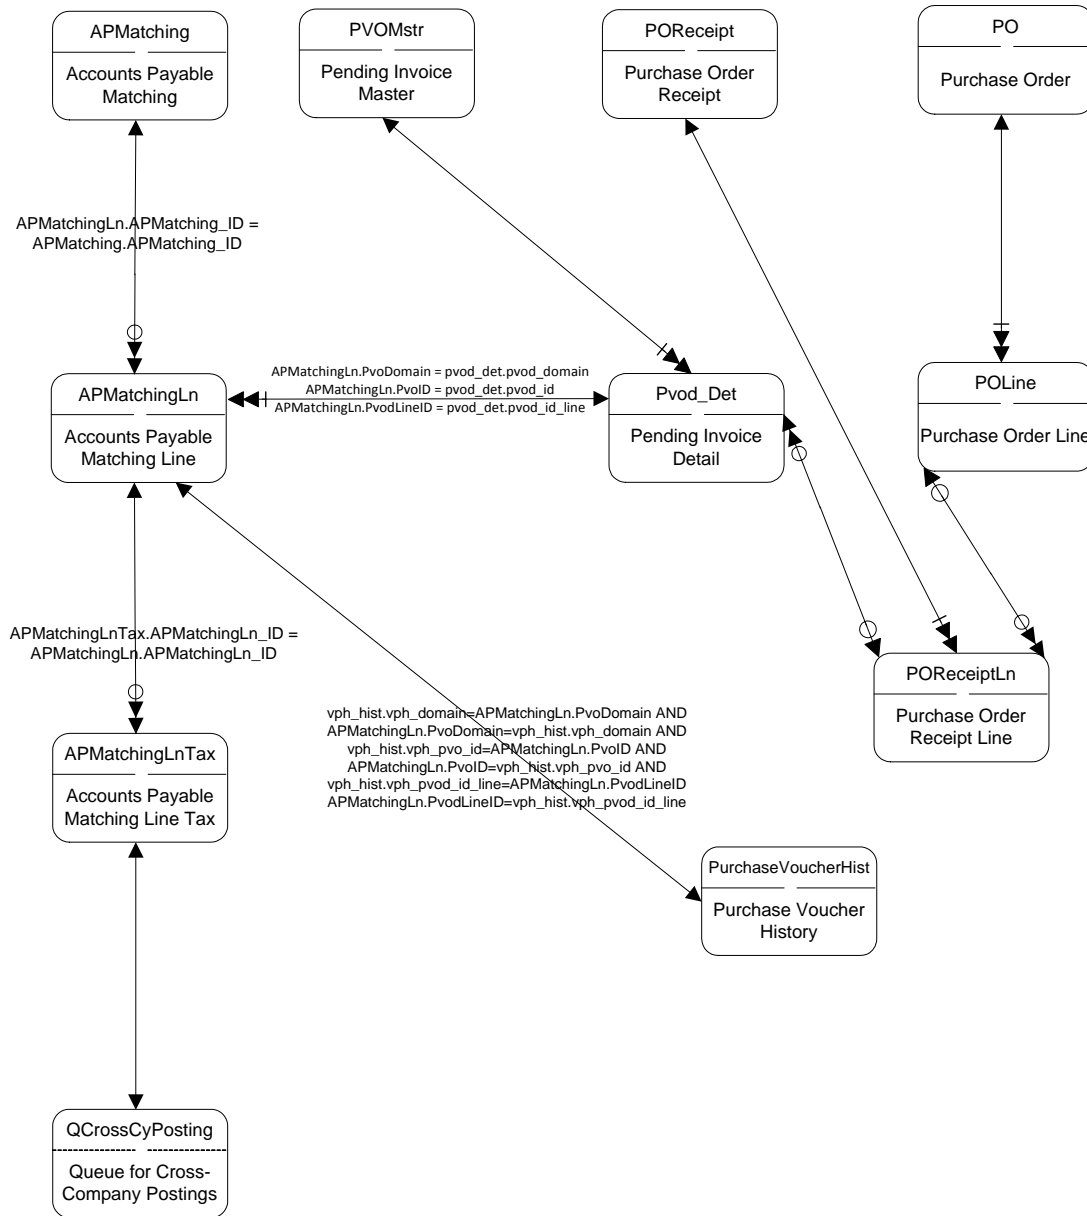 APMatching
Accounts Payable
Matching
PVOMstr
Pending Invoice
Master
POReceipt
Purchase Order
Receipt
PO
Purchase Order
APMatchingLn.APMatching_ID =
APMatching.APMatching_ID
APMatchingLn
Accounts Payable
Matching Line
APMatchingLn.PvoDomain = pvod_det.pvod_domain
APMatchingLn.PvoID = pvod_det.pvod_id
APMatchingLn.PvodLineID = pvod_det.pvod_id_line
Pvod_Det
Pending Invoice
Detail
POLine
Purchase Order Line
APMatchingLnTax.APMatchingLn_ID =
APMatchingLn.APMatchingLn_ID
POReceiptLn
Purchase Order
Receipt Line
vph_hist.vph_domain=APMatchingLn.PvoDomain AND
APMatchingLn.PvoDomain=vph_hist.vph_domain AND
vph_hist.vph_pvo_id=APMatchingLn.PvoID AND
APMatchingLn.PvoID=vph_hist.vph_pvo_id AND
vph_hist.vph_pvod_id_line=APMatchingLn.PvodLineID
APMatchingLn.PvodLineID=vph_hist.vph_pvod_id_line
APMatchingLnTax
Accounts Payable
Matching Line Tax
PurchaseVoucherHist
Purchase Voucher
History
QCrossCyPosting
Queue for Cross-
Company Postings